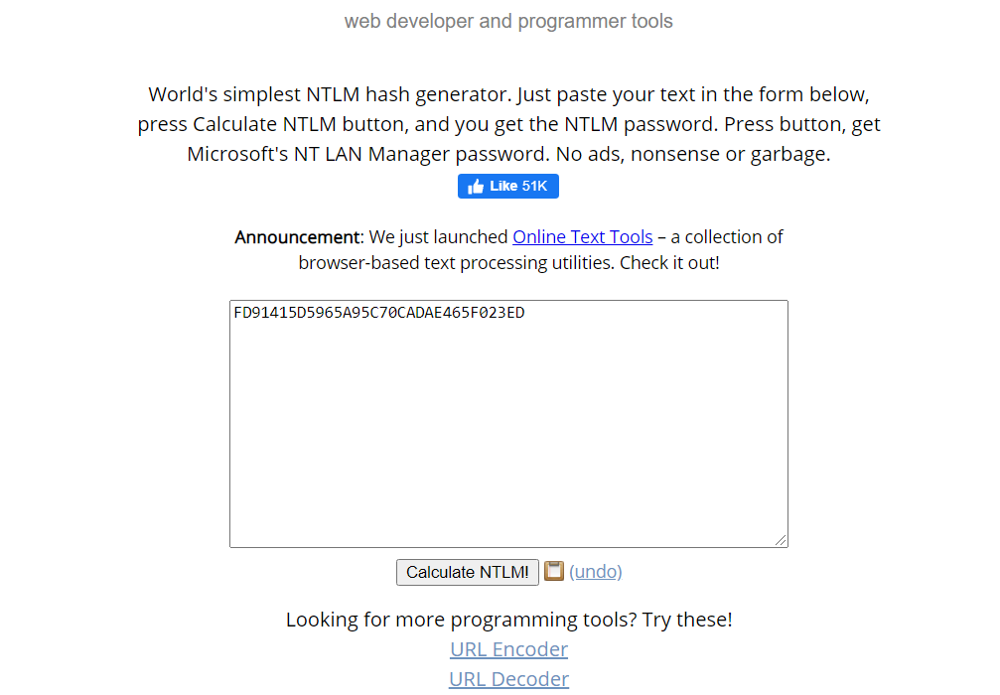 web developer and programmer tools
World's simplest NTLM hash generator. Just paste your text in the form below,
press Calculate NTLM button, and you get the NTLM password. Press button, get
Microsoft's NT LAN Manager password. No ads, nonsense or garbage.
Like 51K
Announcement: We just launched Online Text Tools – a collection of
browser-based text processing utilities. Check it out!
FD91415D5965A95C70CADAE465F023ED
Calculate NTLM! (undo)
Looking for more programming tools? Try these!
URL Encoder
URL Decoder